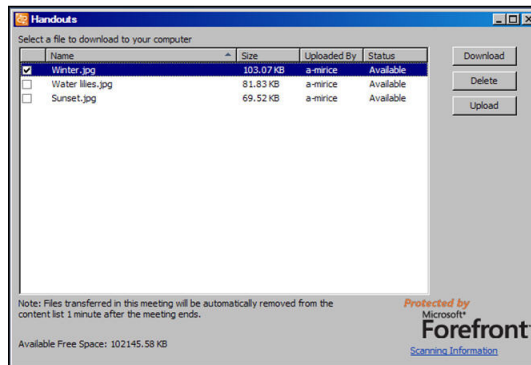 Handouts
Select a file to download to your computer
Name Size Uploaded By Status
Winter.jpg 103.07 KB a-mirice Available
Water lilies.jpg 81.83 KB a-mirice Available
Sunset.jpg 69.52 KB a-mirice Available
Download
Delete
Upload
Note: Files transferred in this meeting will be automatically removed from the
content list 1 minute after the meeting ends.
Available Free Space: 102145.58 KB
Protected by
Microsoft*
Forefront
Scanning Information